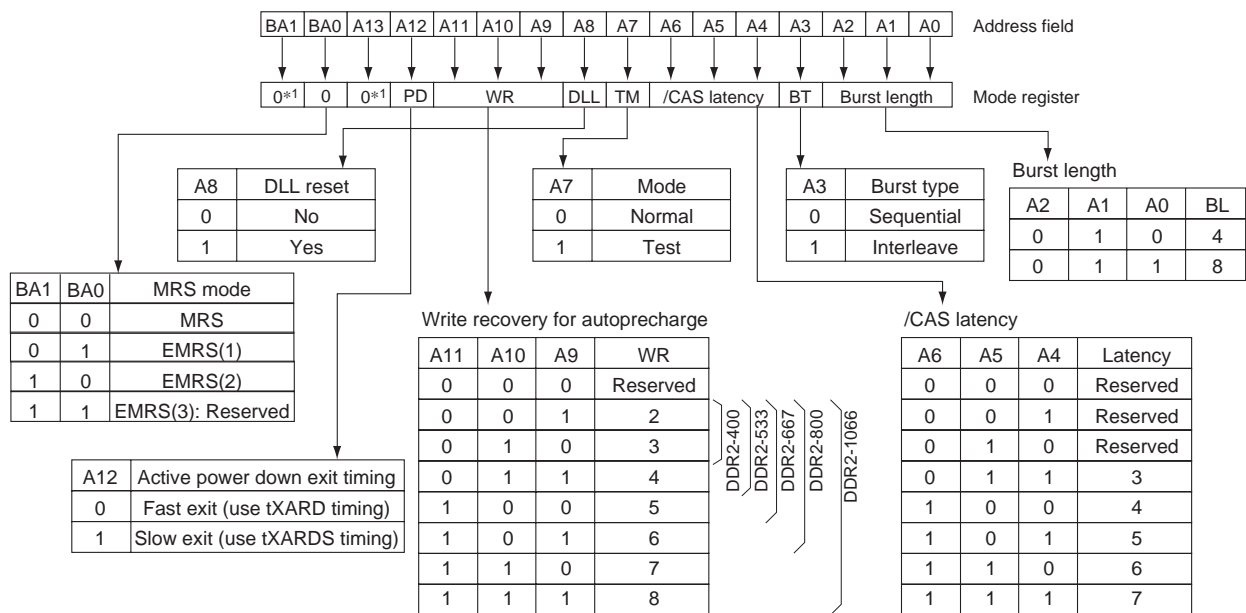 BA1 BA0 A13 A12 A11 A10 A9 A8 A7 A6 A5 A4 A3 A2 A1 A0 Address field
0*1 0 0*1 PD WR DLL TM /CAS latency BT Burst length Mode register
A8 DLL reset
0 No
1 Yes
A7 Mode
0 Normal
1 Test
A3 Burst type
0 Sequential
1 Interleave
Burst length
A2 A1 A0 BL
0 1 0 4
0 1 1 8
BA1 BA0 MRS mode
0 0 MRS
0 1 EMRS(1)
1 0 EMRS(2)
1 1 EMRS(3): Reserved
A12 Active power down exit timing
0 Fast exit (use tXARD timing)
1 Slow exit (use tXARDS timing)
Write recovery for autoprecharge
A11 A10 A9 WR
0 0 0 Reserved
0 0 1 2
0 1 0 3
0 1 1 4
1 0 0 5
1 0 1 6
1 1 0 7
1 1 1 8
DDR2-400
DDR2-533
DDR2-667
DDR2-800
DDR2-1066
/CAS latency
A6 A5 A4 Latency
0 0 0 Reserved
0 0 1 Reserved
0 1 0 Reserved
0 1 1 3
1 0 0 4
1 0 1 5
1 1 0 6
1 1 1 7